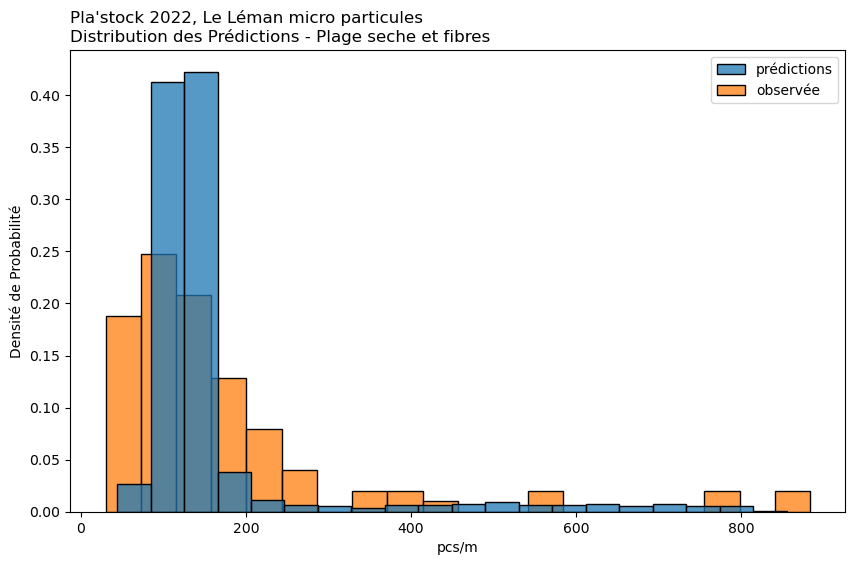 Pla'stock 2022, Le Léman micro particules
Distribution des Prédictions - Plage seche et fibres
prédictions
observée
Densité de Probabilité
0.40
0.35
0.30
0.25
0.20
0.15
0.10
0.05
0.00
0 200 400 600 800
pcs/m